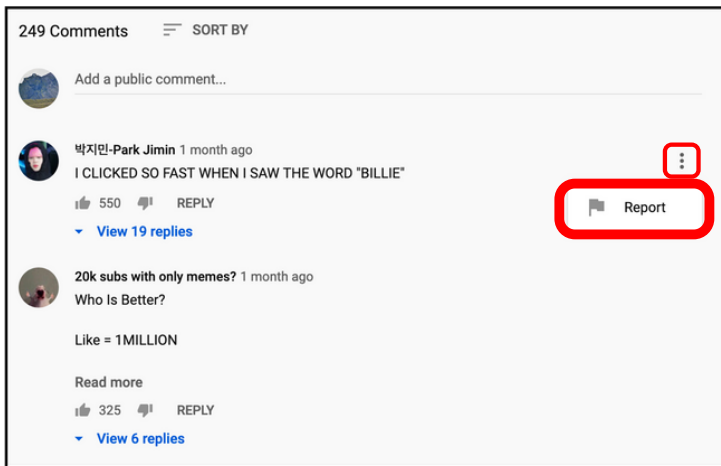 249 Comments SORT BY
Add a public comment...
박지민-Park Jimin 1 month ago
I CLICKED SO FAST WHEN I SAW THE WORD "BILLIE"
550 REPLY
Report
View 19 replies
20k subs with only memes? 1 month ago
Who Is Better?
Like = 1MILLION
Read more
325 REPLY
View 6 replies